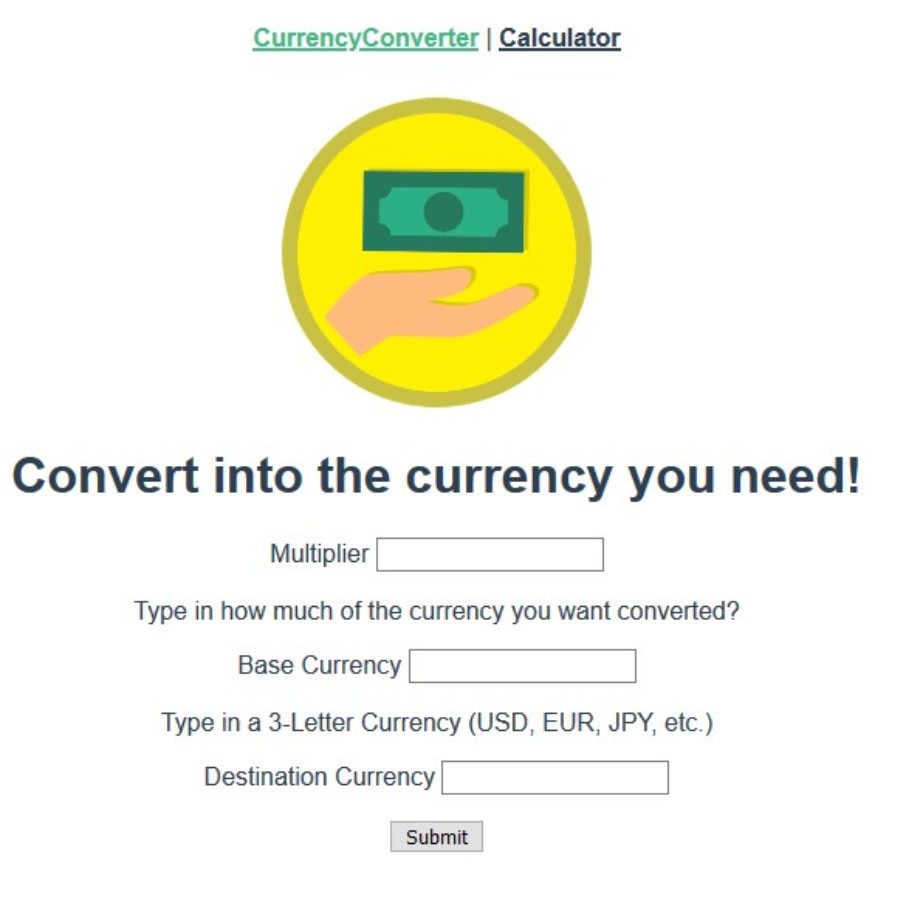 CurrencyConverter | Calculator
Convert into the currency you need!
Multiplier
Type in how much of the currency you want converted?
Base Currency
Type in a 3-Letter Currency (USD, EUR, JPY, etc.)
Destination Currency
Submit